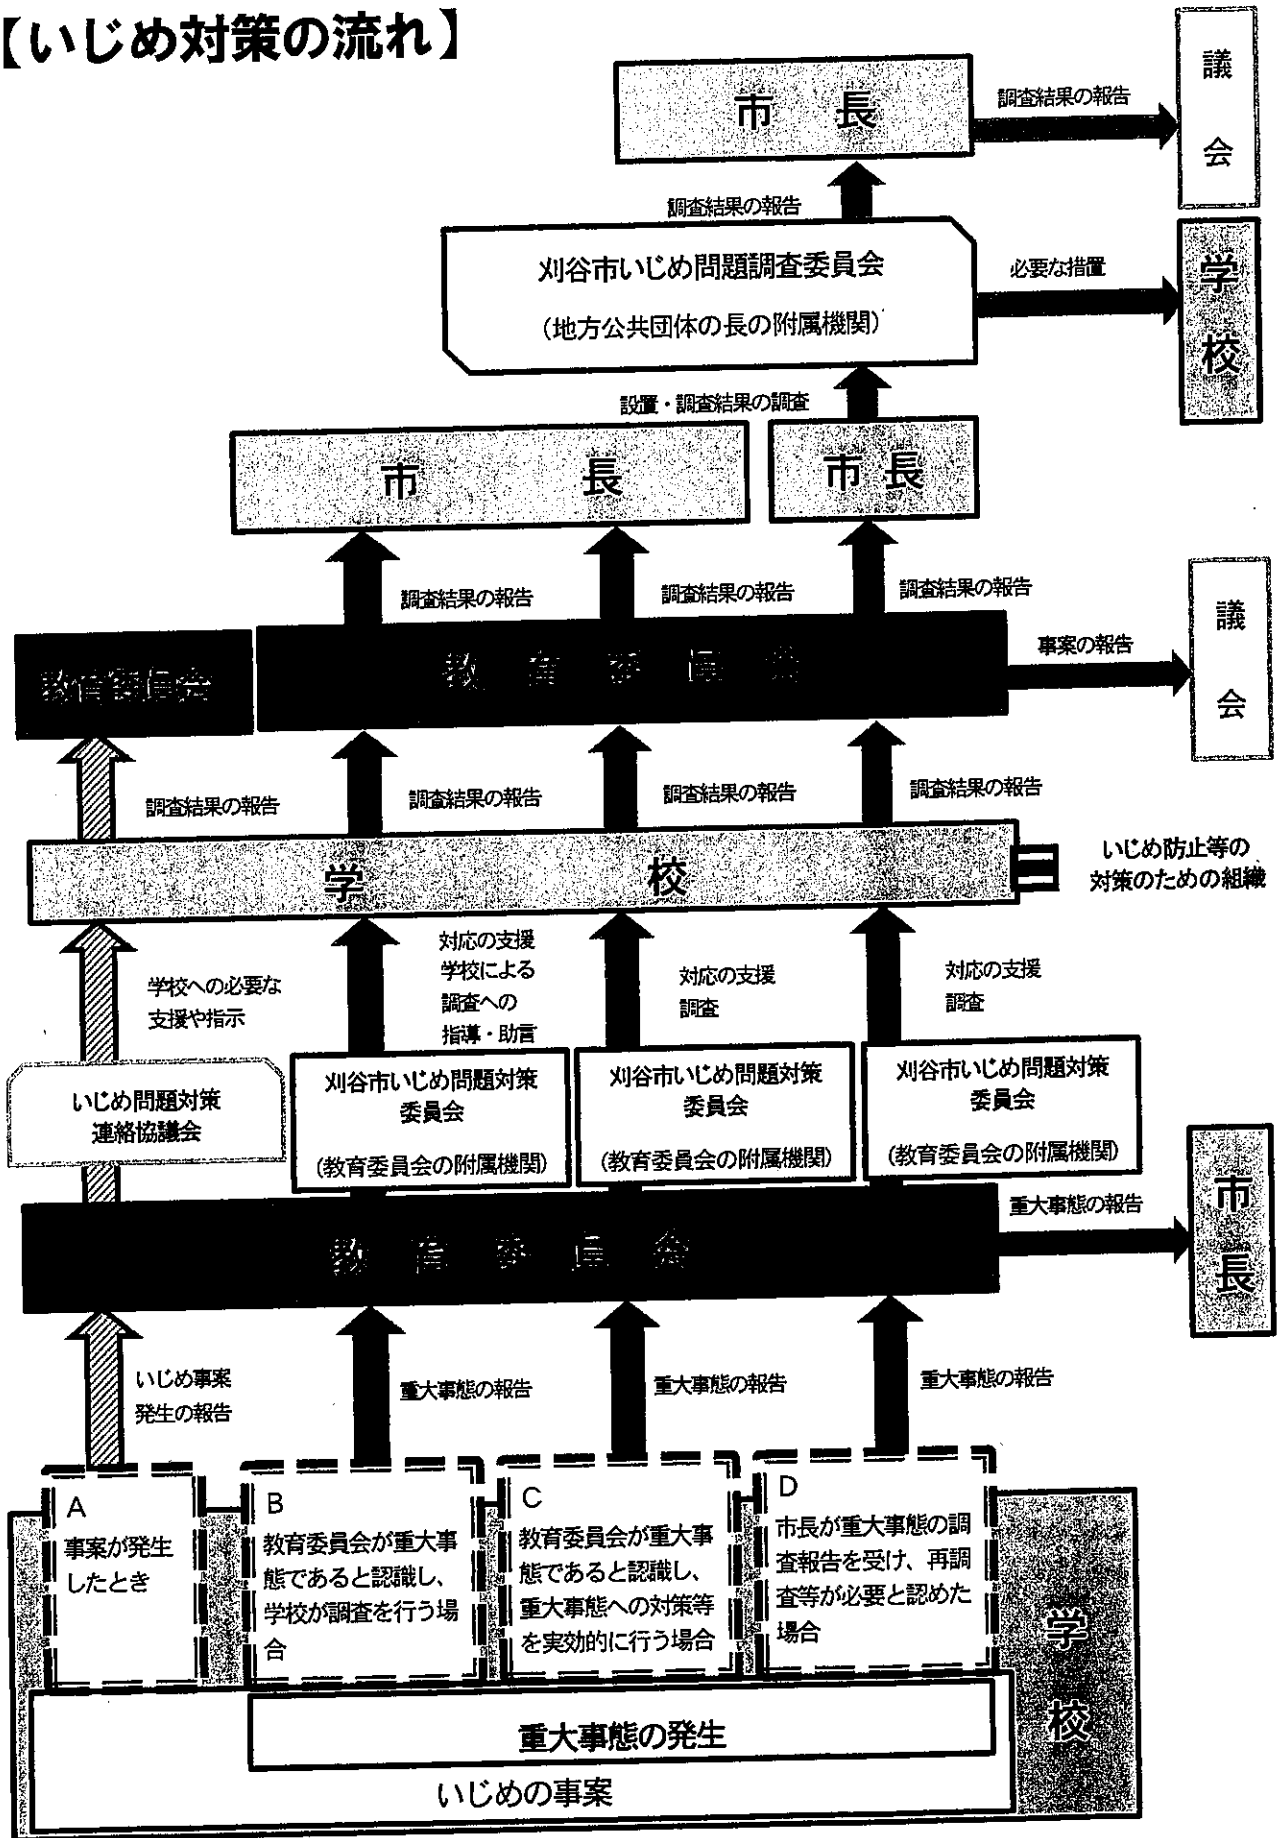 【いじめ対策の流れ】
市 長
調査結果の報告
議会
調査結果の報告
刈谷市いじめ問題調査委員会
(地方公共団体の長の附属機関)
必要な措置
学校
設置・調査結果の調査
市 長
市 長
調査結果の報告
調査結果の報告
調査結果の報告
教育委員会
教 育 委 員 会
事案の報告
議会
調査結果の報告
調査結果の報告
調査結果の報告
調査結果の報告
学 校
いじめ防止等の
対策のための組織
学校への必要な
支援や指示
対応の支援
学校による
調査への
指導・助言
対応の支援
調査
対応の支援
調査
いじめ問題対策
連絡協議会
刈谷市いじめ問題対策
委員会
(教育委員会の附属機関)
刈谷市いじめ問題対策
委員会
(教育委員会の附属機関)
刈谷市いじめ問題対策
委員会
(教育委員会の附属機関)
教 育 委 員 会
重大事態の報告
市長
いじめ事案
発生の報告
重大事態の報告
重大事態の報告
重大事態の報告
A
事案が発生
したとき
B
教育委員会が重大事
態であると認識し、
学校が調査を行う場
合
C
教育委員会が重大事
態であると認識し、
重大事態への対策等
を実効的に行う場合
D
市長が重大事態の調
査報告を受け、再調
査等が必要と認めた
場合
学校
重大事態の発生
いじめの事案